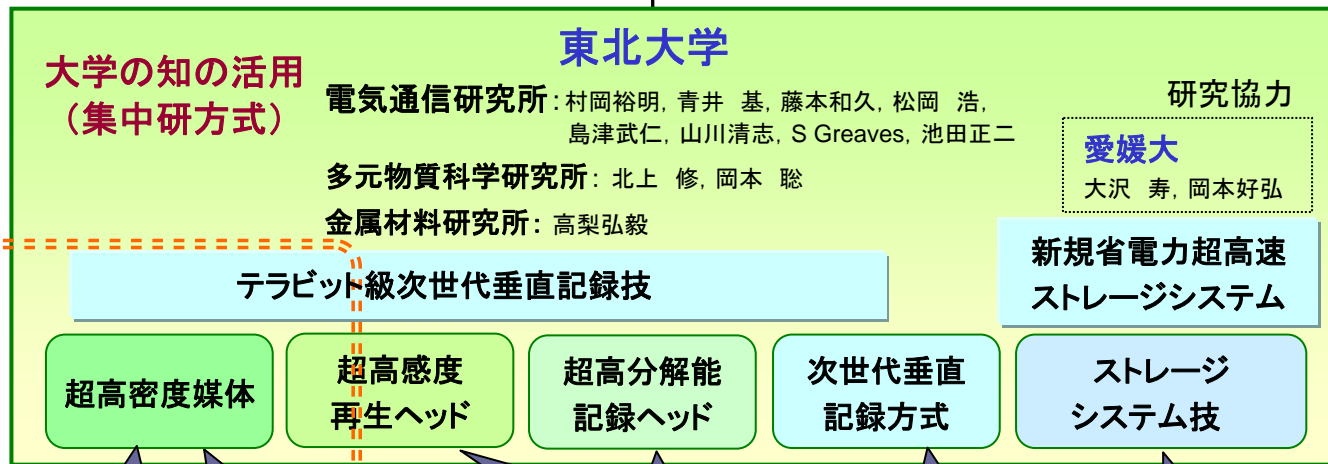 東北大学
大学の知の活用
（集中研方式）
電気通信研究所：村岡裕明，青井　基，藤本和久，松岡　浩，
島津武仁，山川清志，S Greaves，池田正二
多元物質科学研究所：北上　修，岡本　聡
金属材料研究所：高梨弘毅
研究協力
愛媛大
大沢　寿，岡本好弘
テラビット級次世代垂直記録技
新規省電力超高速
ストレージシステム
超高密度媒体
超高感度
再生ヘッド
超高分解能
記録ヘッド
次世代垂直
記録方式
ストレージ
システム技